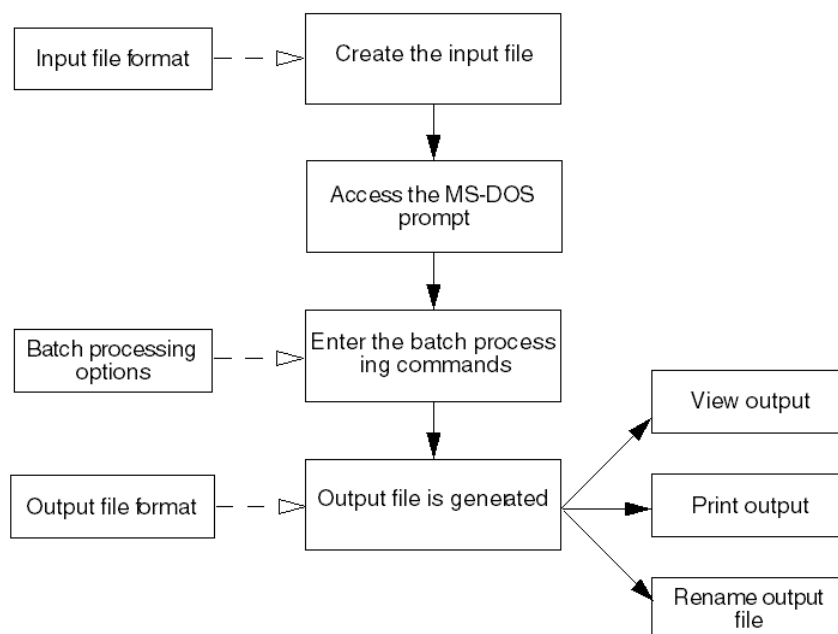 Input file format
Create the input file
Access the MS-DOS
prompt
Batch processing
options
Enter the batch process
ing commands
View output
Output file format
Output file is generated
Print output
Rename output
file